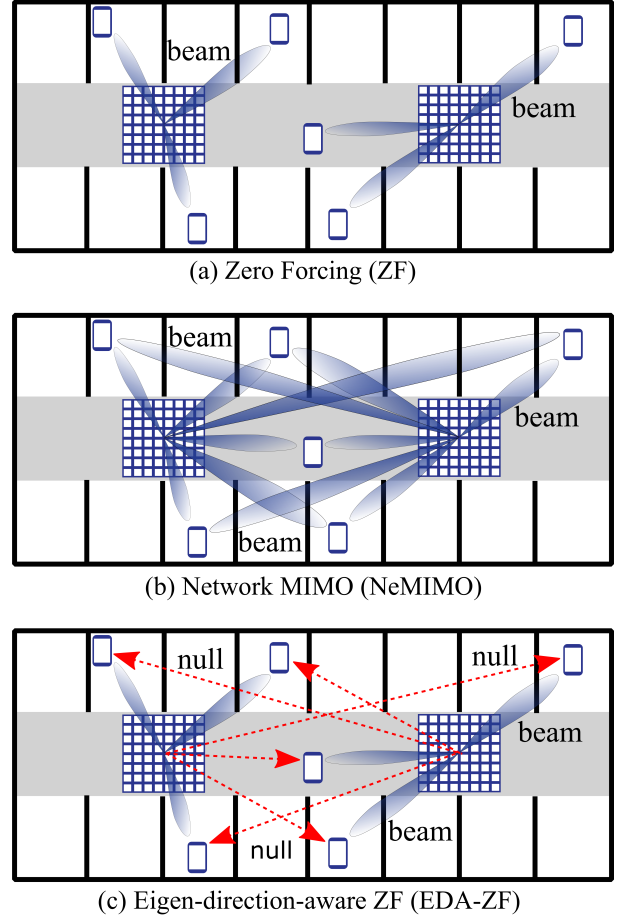 beam
beam
(a) Zero Forcing (ZF)
beam
beam
beam
(b) Network MIMO (NeMIMO)
null
null
beam
beam
null
(c) Eigen-direction-aware ZF (EDA-ZF)